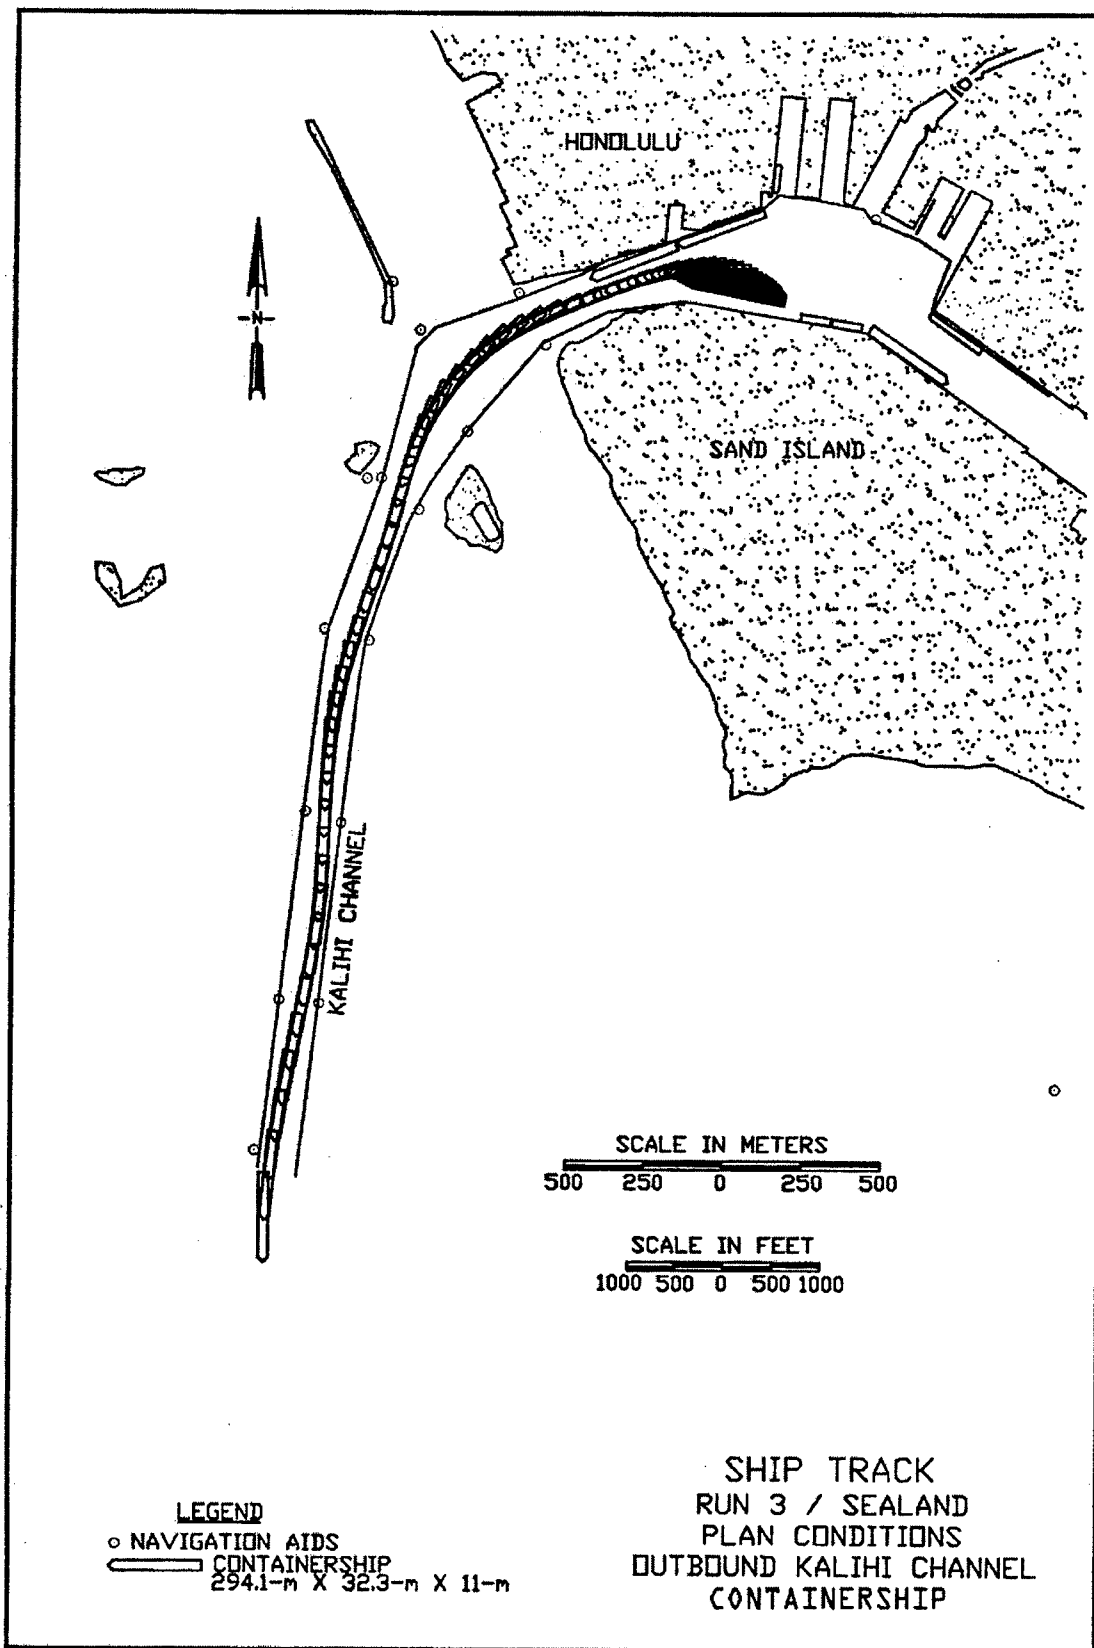 HONOLULU
N
SAND ISLAND
KALIHI CHANNEL
SCALE IN METERS
500 250 0 250 500
SCALE IN FEET
1000 500 0 500 1000
LEGEND
NAVIGATION AIDS
CONTAINERSHIP
294.1-m X 32.3-m X 11-m
SHIP TRACK
RUN 3 / SEALAND
PLAN CONDITIONS
OUTBOUND KALIHI CHANNEL
CONTAINERSHIP